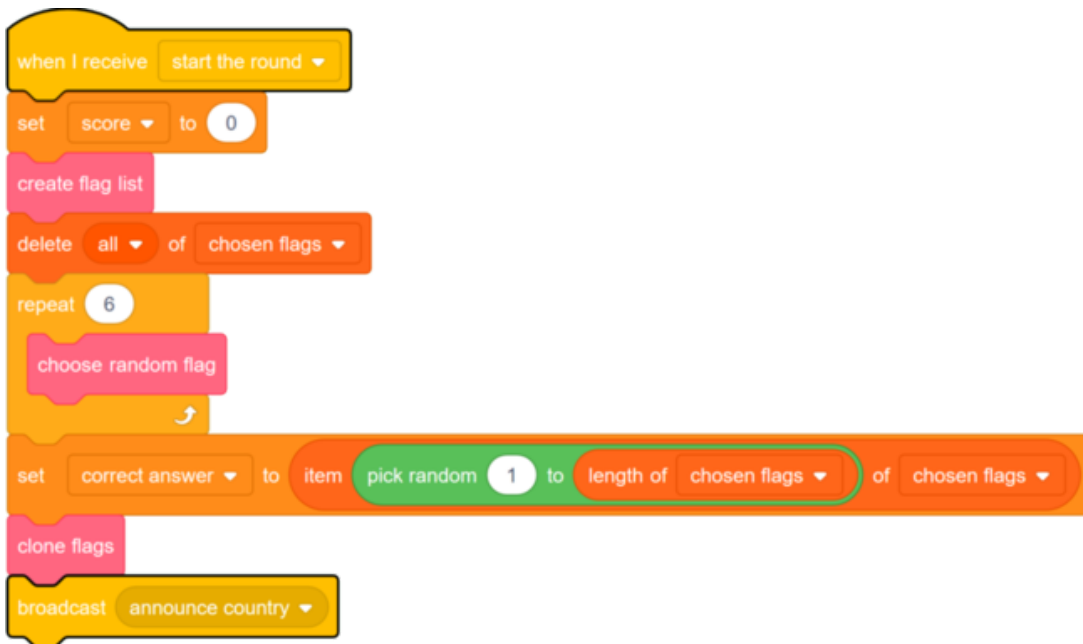 when I receive start the round
set score to 0
create flag list
delete all of chosen flags
repeat 6
choose random flag
set correct answer to item pick random 1 to length of chosen flags of chosen flags
clone flags
broadcast announce country